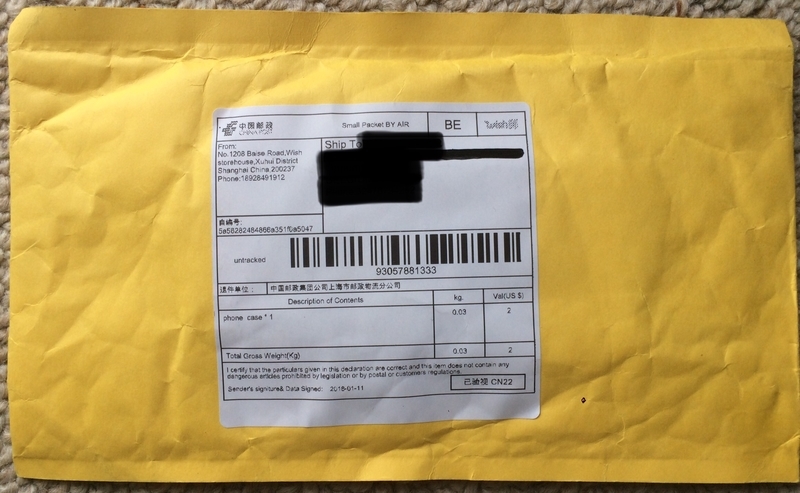 中国邮政
CHINA POST
Small Packet BY AIR
BE
wish
From:
No.1208 Baise Road,Wish
storehouse,Xuhui District
Shanghai China,200237
Phone:18928491912
Ship To
自编号:
5a58282484866a351f0a5047
untracked
93057881333
退件单位: 中国邮政集团公司上海市邮政物流分公司
Description of Contents kg. Val(US $)
phone case * 1 0.03 2
Total Gross Weight(Kg) 0.03 2
I certify that the particulars given in this declaration are correct and this item does not contain any
dangerous articles prohibited by legislation or by postal or customers regulations.
Sender's signiture& Data Signed: 2018-01-11
已验视 CN22